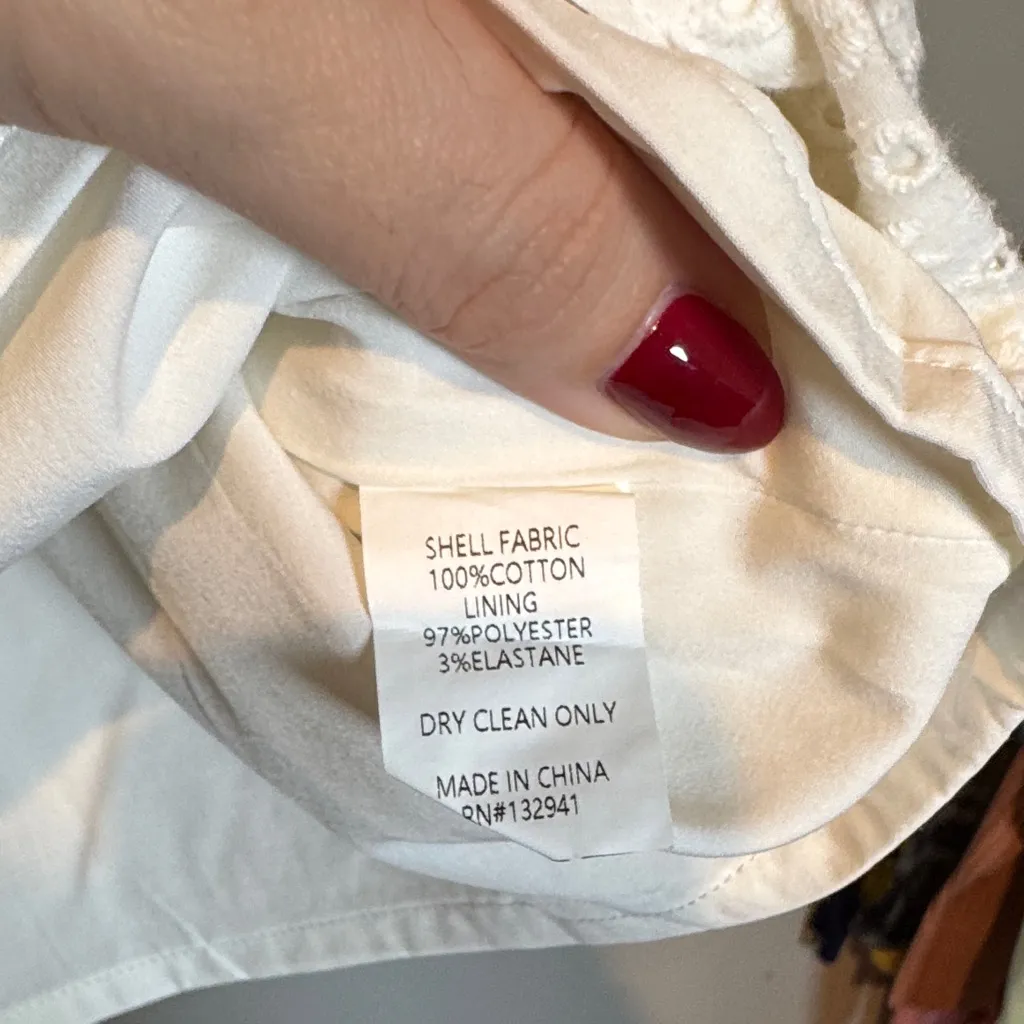 SHELL FABRIC
100%COTTON
LINING
97%POLYESTER
3%ELASTANE
DRY CLEAN ONLY
MADE IN CHINA
RN#132941